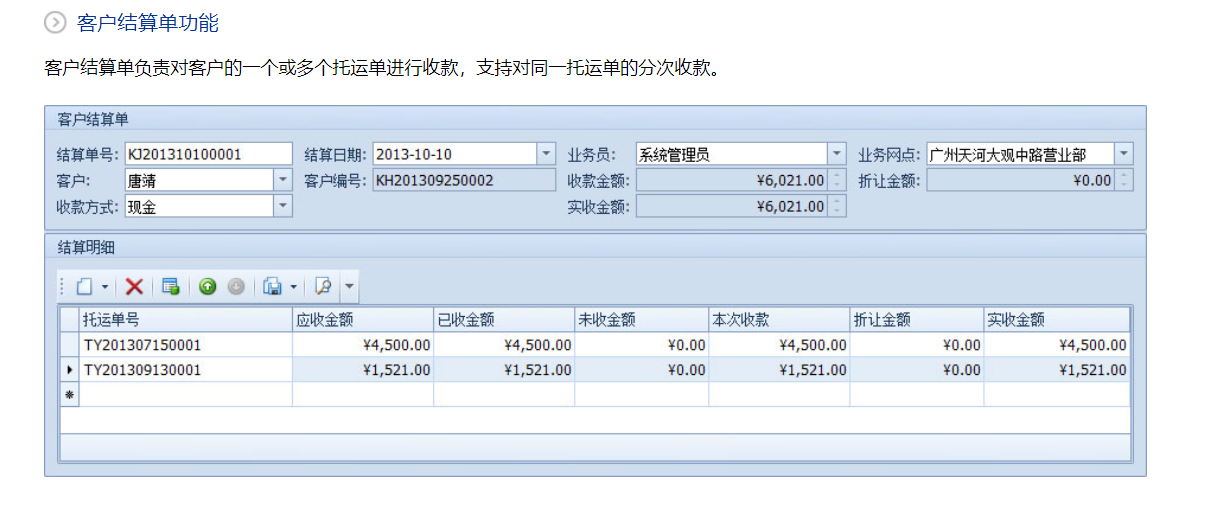 客户结算单功能
客户结算单负责对客户的一个或多个托运单进行收款，支持对同一托运单的分次收款。
客户结算单
结算单号: KJ201310100001 结算日期: 2013-10-10 业务员: 系统管理员 业务网点: 广州天河大观中路营业部
客户: 唐清 客户编号: KH201309250002 收款金额: ¥6,021.00 折让金额: ¥0.00
收款方式: 现金 实收金额: ¥6,021.00
结算明细
托运单号 应收金额 已收金额 未收金额 本次收款 折让金额 实收金额
TY201307150001 ¥4,500.00 ¥4,500.00 ¥0.00 ¥4,500.00 ¥0.00 ¥4,500.00
TY201309130001 ¥1,521.00 ¥1,521.00 ¥0.00 ¥1,521.00 ¥0.00 ¥1,521.00